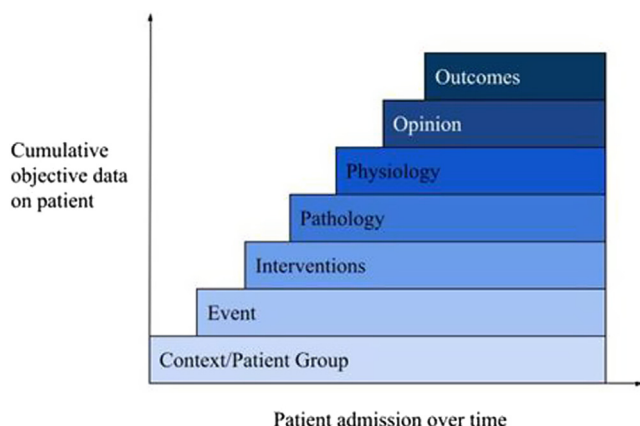 Outcomes
Opinion
Cumulative
objective data
on patient
Physiology
Pathology
Interventions
Event
Context/Patient Group
Patient admission over time